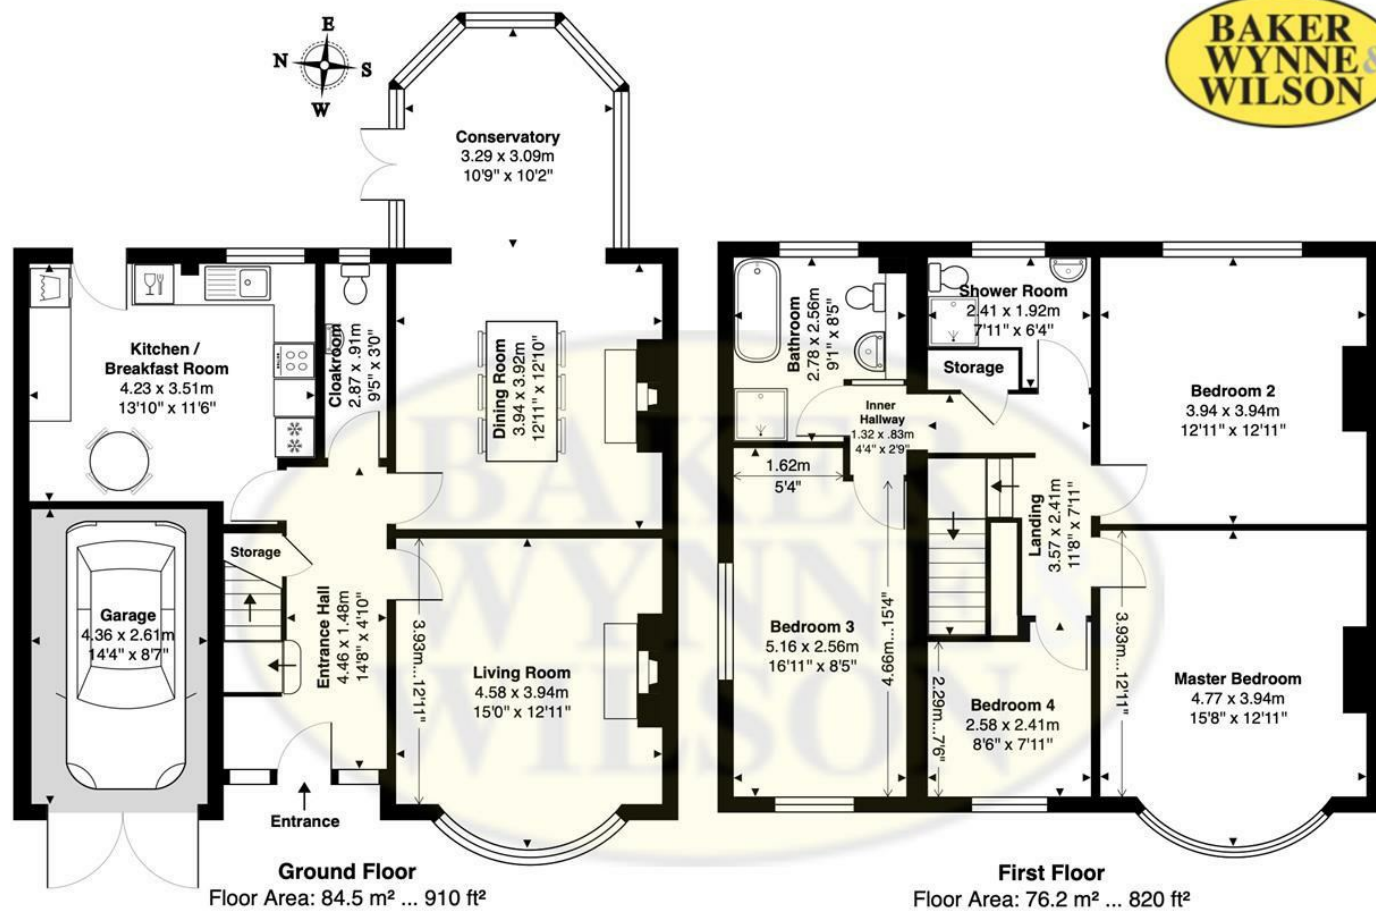 BAKER
WYNNE &
WILSON
E
N
S
W
Conservatory
3.29 x 3.09m
10'9" x 10'2"
Kitchen /
Breakfast Room
4.23 x 3.51m
13'10" x 11'6"
Cloakroom
2.87 x .91m
9'5" x 3'0"
Dining Room
3.94 x 3.92m
12'11" x 12'10"
Storage
Garage
4.36 x 2.61m
14'4" x 8'7"
Entrance Hall
4.46 x 1.48m
14'8" x 4'10"
3.93m...12'11"
Living Room
4.58 x 3.94m
15'0" x 12'11"
Entrance
Ground Floor
Floor Area: 84.5 m² ... 910 ft²
Bathroom
2.78 x 2.56m
9'1" x 8'5"
Shower Room
2.41 x 1.92m
7'11" x 6'4"
Storage
Inner
Hallway
1.32 x .83m
4'4" x 2'9"
1.62m
5'4"
Bedroom 2
3.94 x 3.94m
12'11" x 12'11"
Landing
3.57 x 2.41m
11'8" x 7'11"
Bedroom 3
5.16 x 2.56m
16'11" x 8'5"
4.66m...15'4"
2.29m...7'6"
Bedroom 4
2.58 x 2.41m
8'6" x 7'11"
3.93m...12'11"
Master Bedroom
4.77 x 3.94m
15'8" x 12'11"
First Floor
Floor Area: 76.2 m² ... 820 ft²
BAKER
WYNNE &
WILSON